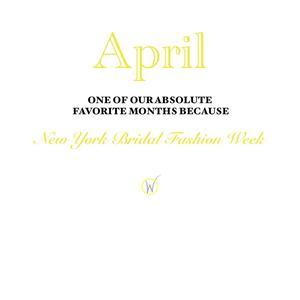 April
ONE OF OUR ABSOLUTE
FAVORITE MONTHS BECAUSE
New York Bridal Fashion Week
W